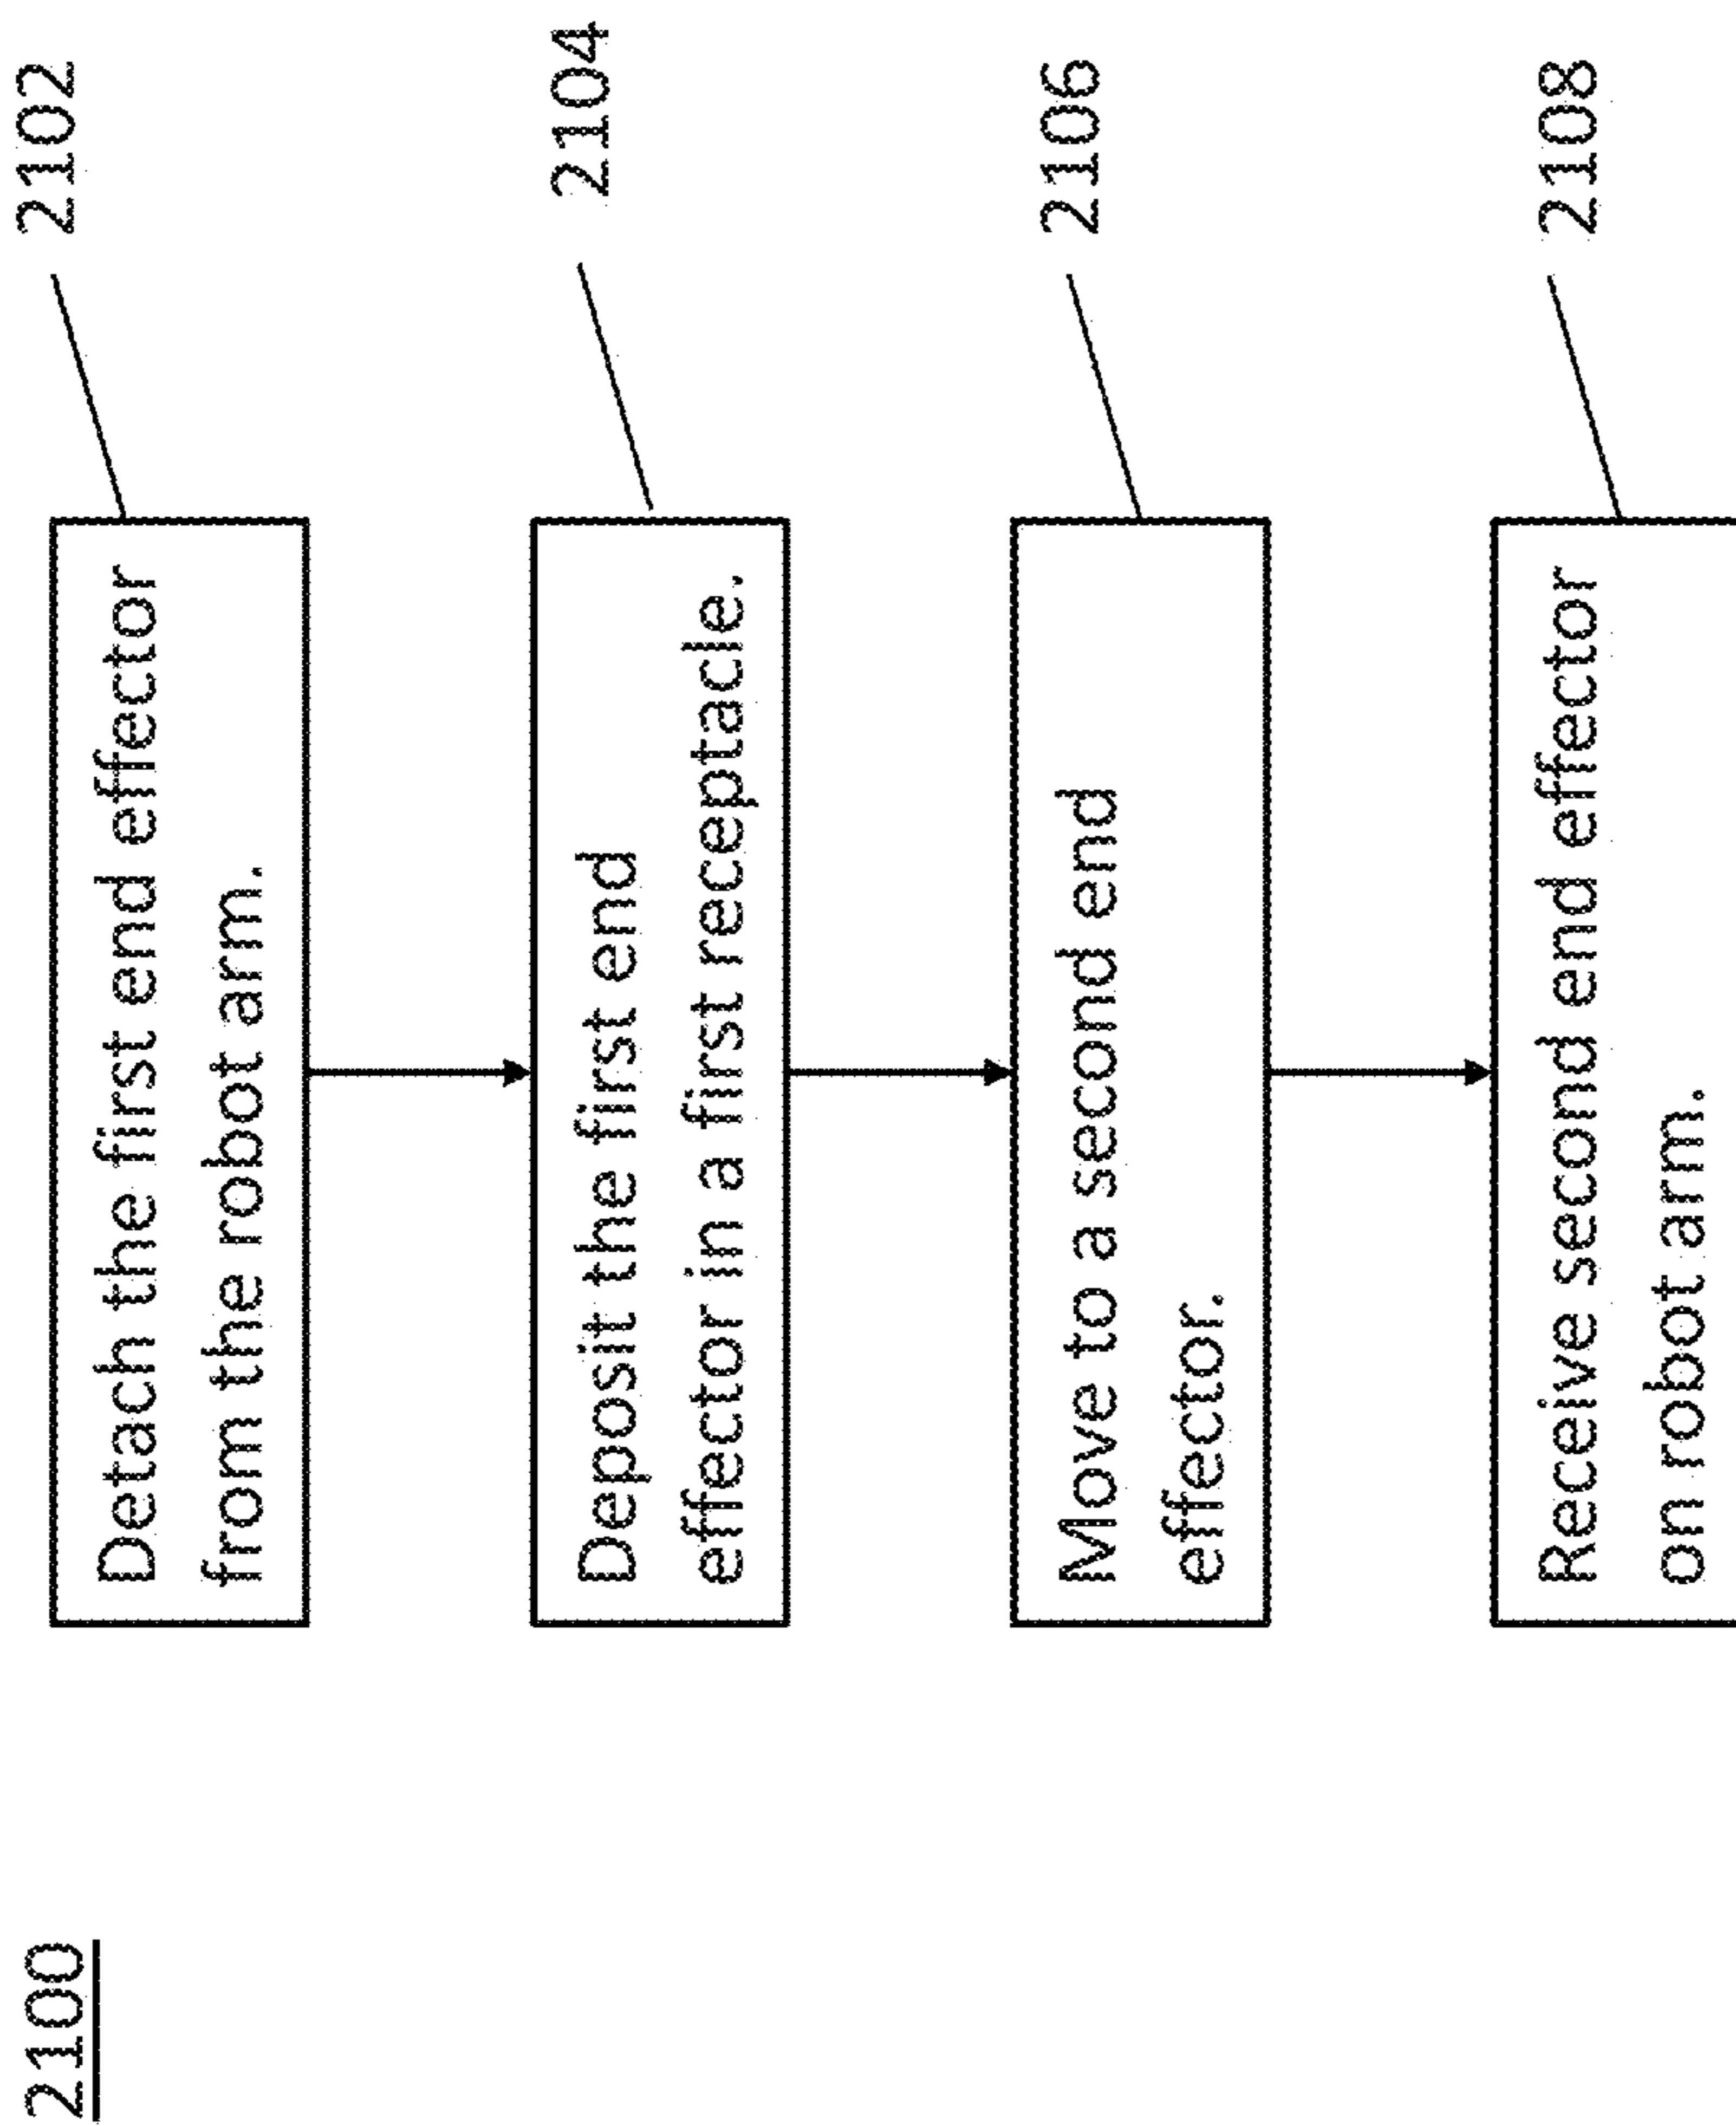 2100
Detach the first end effector
from the robot arm.
2102
Deposit the first end
effector in a first receptacle.
2104
Move to a second end
effector.
2106
Receive second end effector
on robot arm.
2108